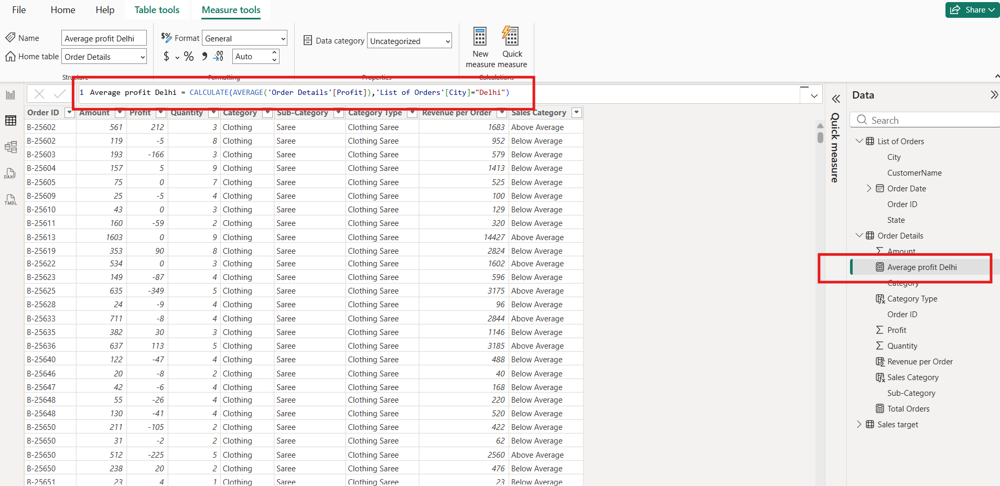 File Home Help Table tools Measure tools Share
Name Average profit Delhi $% Format General Data category Uncategorized New measure Quick measure
Home table Order Details $ % , .00 Auto
Structure Formatting Properties Calculations
1 Average profit Delhi = CALCULATE(AVERAGE('Order Details'[Profit]),'List of Orders'[City]="Delhi")
Order ID Amount Profit Quantity Category Sub-Category Category Type Revenue per Order Sales Category
B-25602 561 212 3 Clothing Saree Clothing Saree 1683 Above Average
B-25602 119 -5 8 Clothing Saree Clothing Saree 952 Below Average
B-25603 193 -166 3 Clothing Saree Clothing Saree 579 Below Average
B-25604 157 5 9 Clothing Saree Clothing Saree 1413 Below Average
B-25605 75 0 7 Clothing Saree Clothing Saree 525 Below Average
B-25609 25 -5 4 Clothing Saree Clothing Saree 100 Below Average
B-25610 43 0 3 Clothing Saree Clothing Saree 129 Below Average
B-25611 160 -59 2 Clothing Saree Clothing Saree 320 Below Average
B-25613 1603 0 9 Clothing Saree Clothing Saree 14427 Above Average
B-25619 353 90 8 Clothing Saree Clothing Saree 2824 Below Average
B-25622 534 0 3 Clothing Saree Clothing Saree 1602 Above Average
B-25623 149 -87 4 Clothing Saree Clothing Saree 596 Below Average
B-25625 635 -349 5 Clothing Saree Clothing Saree 3175 Above Average
B-25628 24 -9 4 Clothing Saree Clothing Saree 96 Below Average
B-25633 711 -8 4 Clothing Saree Clothing Saree 2844 Above Average
B-25635 382 30 3 Clothing Saree Clothing Saree 1146 Below Average
B-25636 637 113 5 Clothing Saree Clothing Saree 3185 Above Average
B-25640 122 -47 4 Clothing Saree Clothing Saree 488 Below Average
B-25646 20 -8 2 Clothing Saree Clothing Saree 40 Below Average
B-25647 42 -6 4 Clothing Saree Clothing Saree 168 Below Average
B-25648 55 -26 4 Clothing Saree Clothing Saree 220 Below Average
B-25648 130 -41 4 Clothing Saree Clothing Saree 520 Below Average
B-25650 211 -105 2 Clothing Saree Clothing Saree 422 Below Average
B-25650 31 -2 2 Clothing Saree Clothing Saree 62 Below Average
B-25650 512 -225 5 Clothing Saree Clothing Saree 2560 Above Average
B-25650 238 20 2 Clothing Saree Clothing Saree 476 Below Average
B-25651 23 4 1 Clothing Saree Clothing Saree 23 Below Average
DAX
TMDL
Quick measure
Data
Search
List of Orders
City
CustomerName
Order Date
Order ID
State
Order Details
Amount
Average profit Delhi
Category
Category Type
Order ID
Profit
Quantity
Revenue per Order
Sales Category
Sub-Category
Total Orders
Sales target